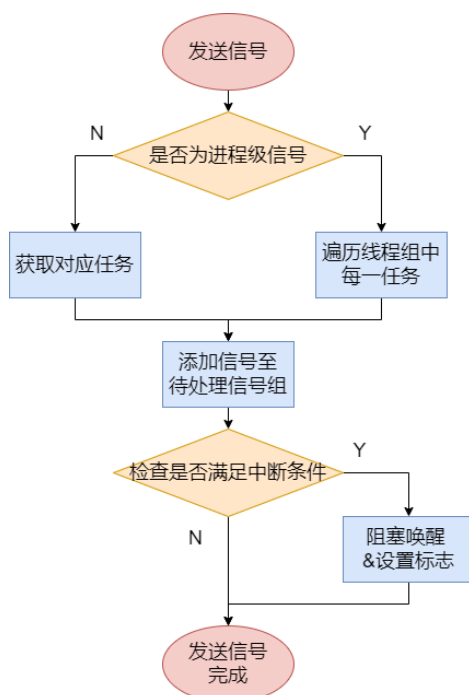 发送信号
N
Y
是否为进程级信号
获取对应任务
遍历线程组中
每一任务
添加信号至
待处理信号组
Y
检查是否满足中断条件
N
阻塞唤醒
&设置标志
发送信号
完成